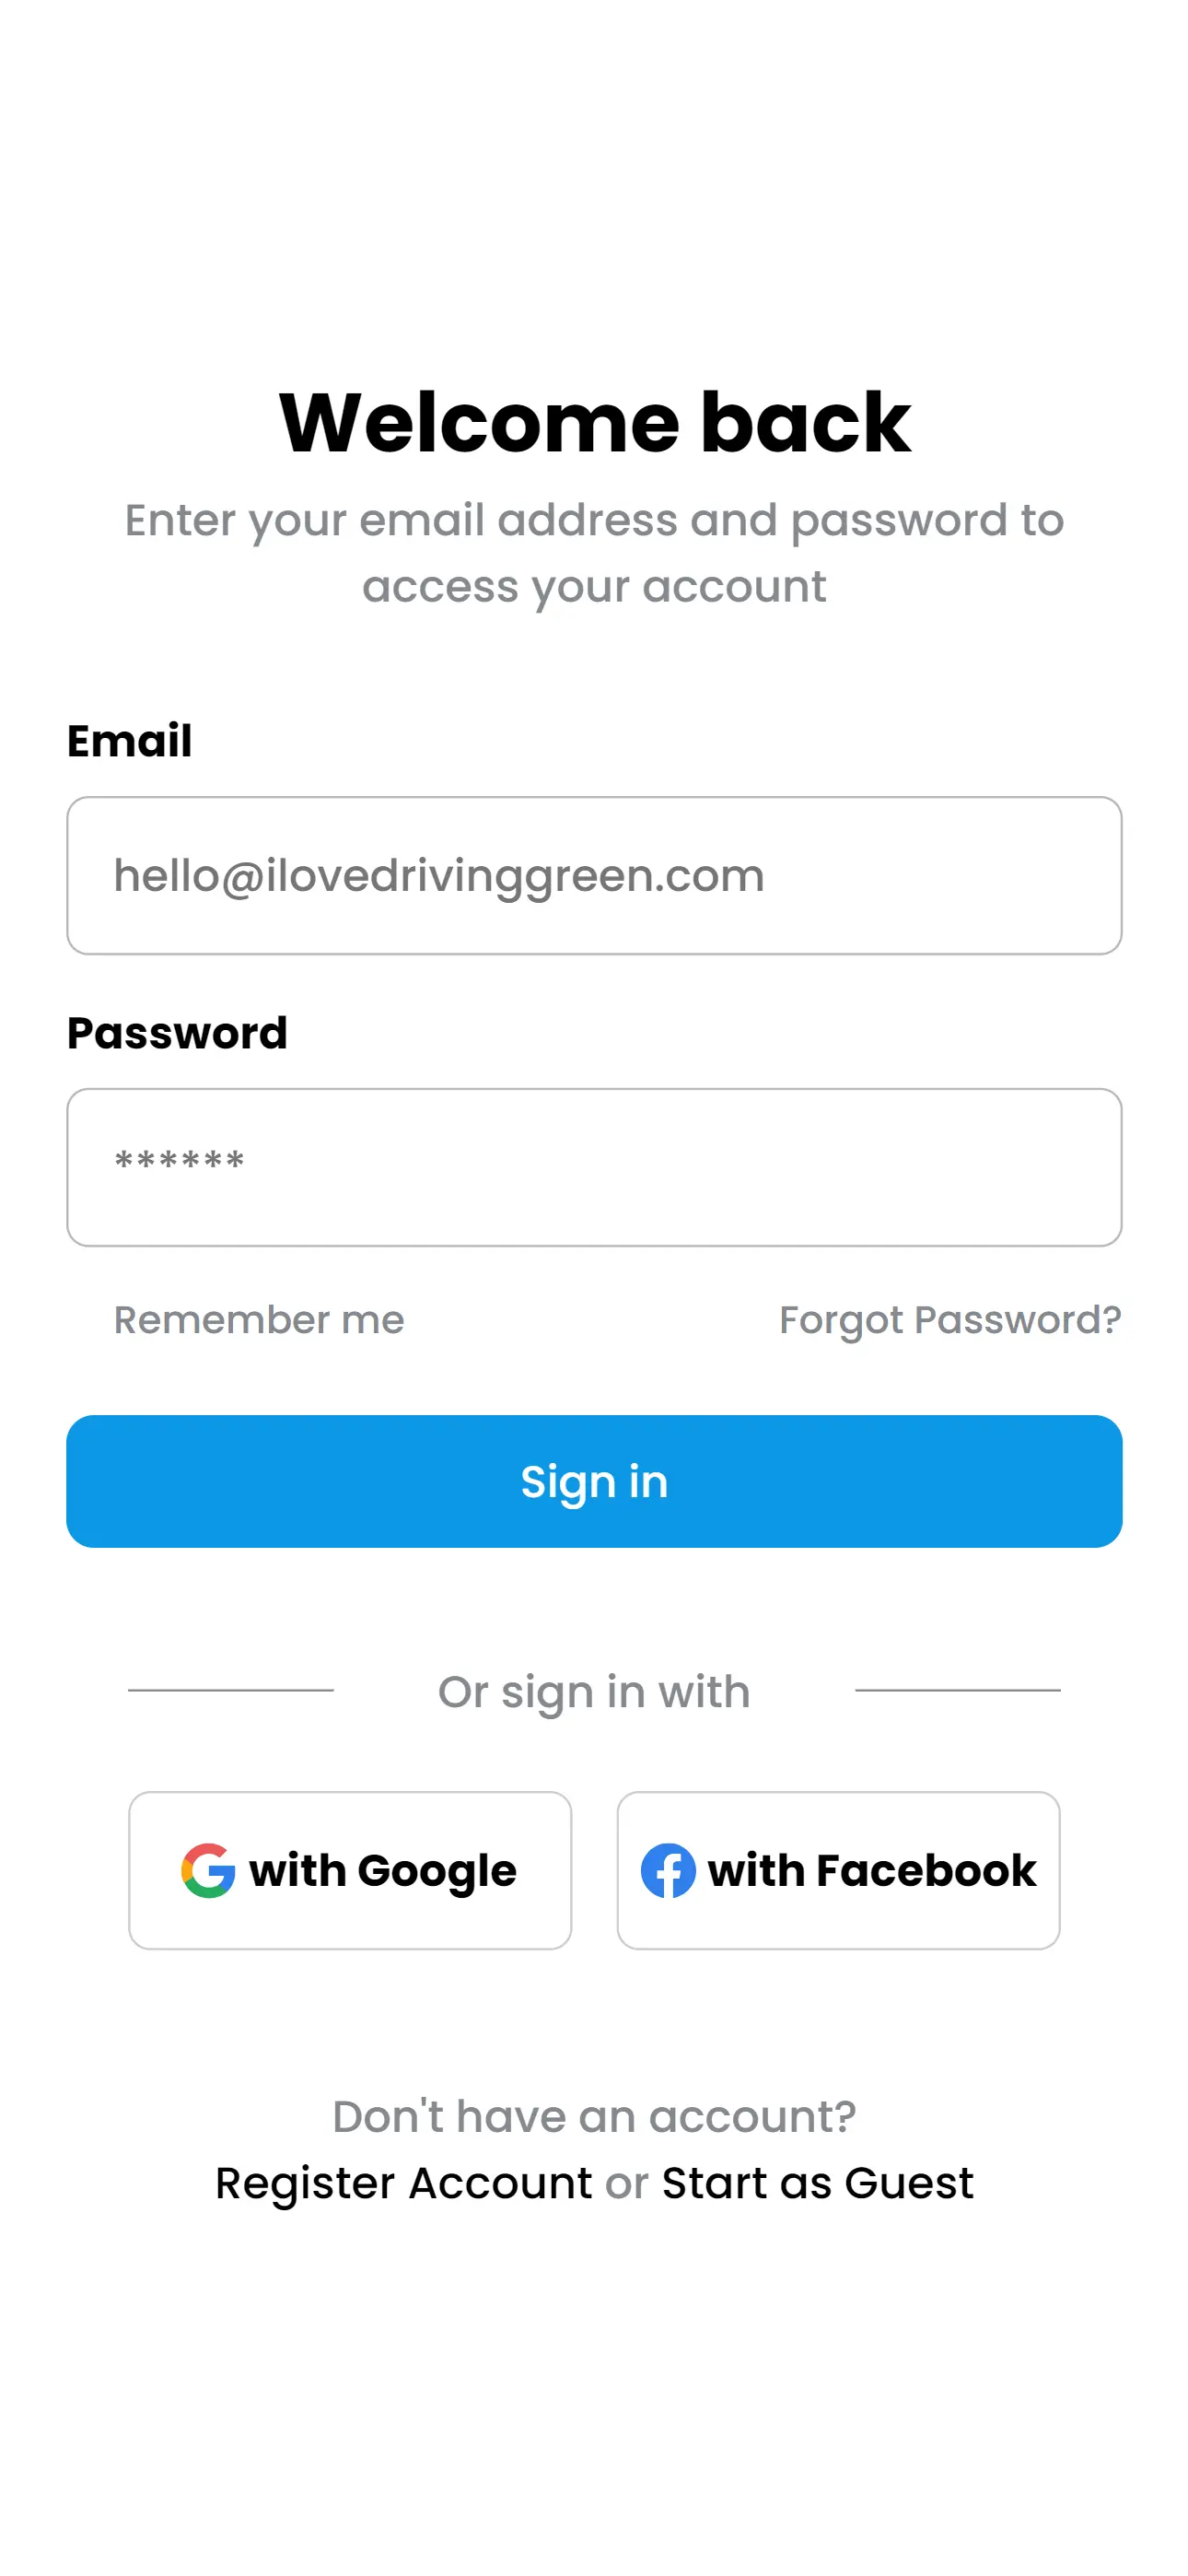 Welcome back
Enter your email address and password to
access your account
Email
hello@ilovedrivinggreen.com
Password
******
Remember me
Forgot Password?
Sign in
Or sign in with
with Google
with Facebook
Don't have an account?
Register Account or Start as Guest